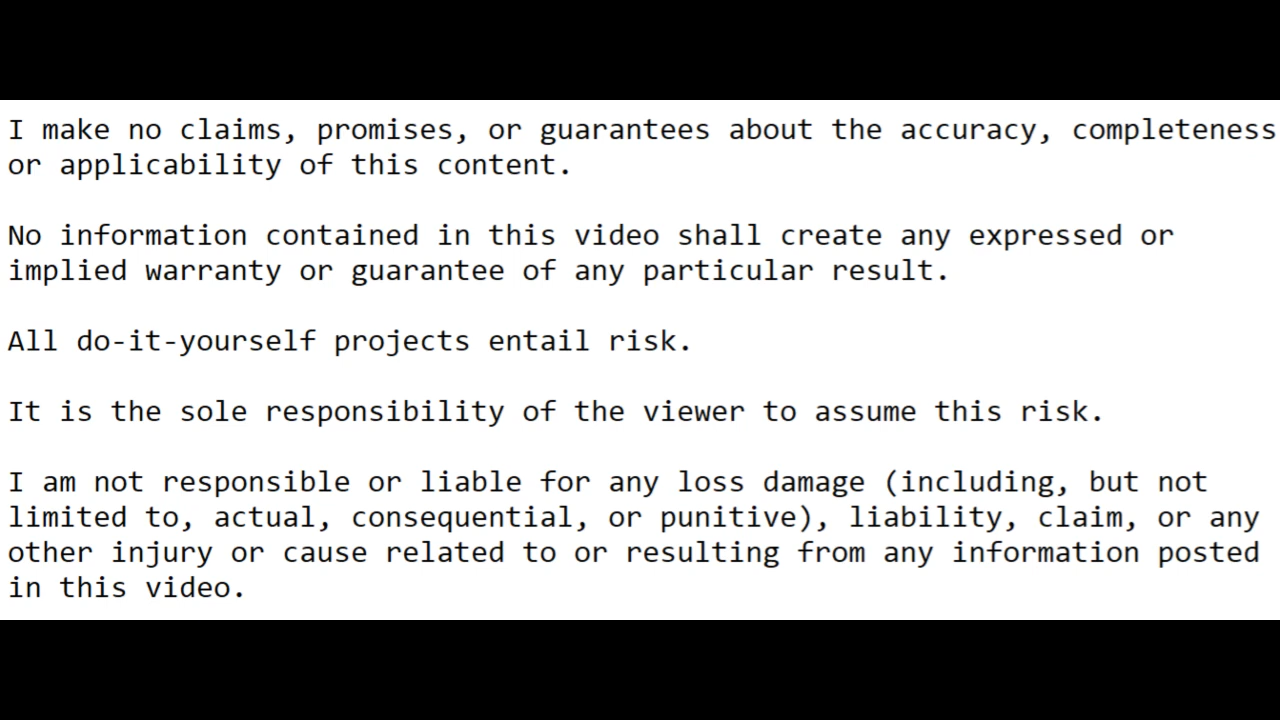 I make no claims, promises, or guarantees about the accuracy, completeness
or applicability of this content.
No information contained in this video shall create any expressed or
implied warranty or guarantee of any particular result.
All do-it-yourself projects entail risk.
It is the sole responsibility of the viewer to assume this risk.
I am not responsible or liable for any loss damage (including, but not
limited to, actual, consequential, or punitive), liability, claim, or any
other injury or cause related to or resulting from any information posted
in this video.